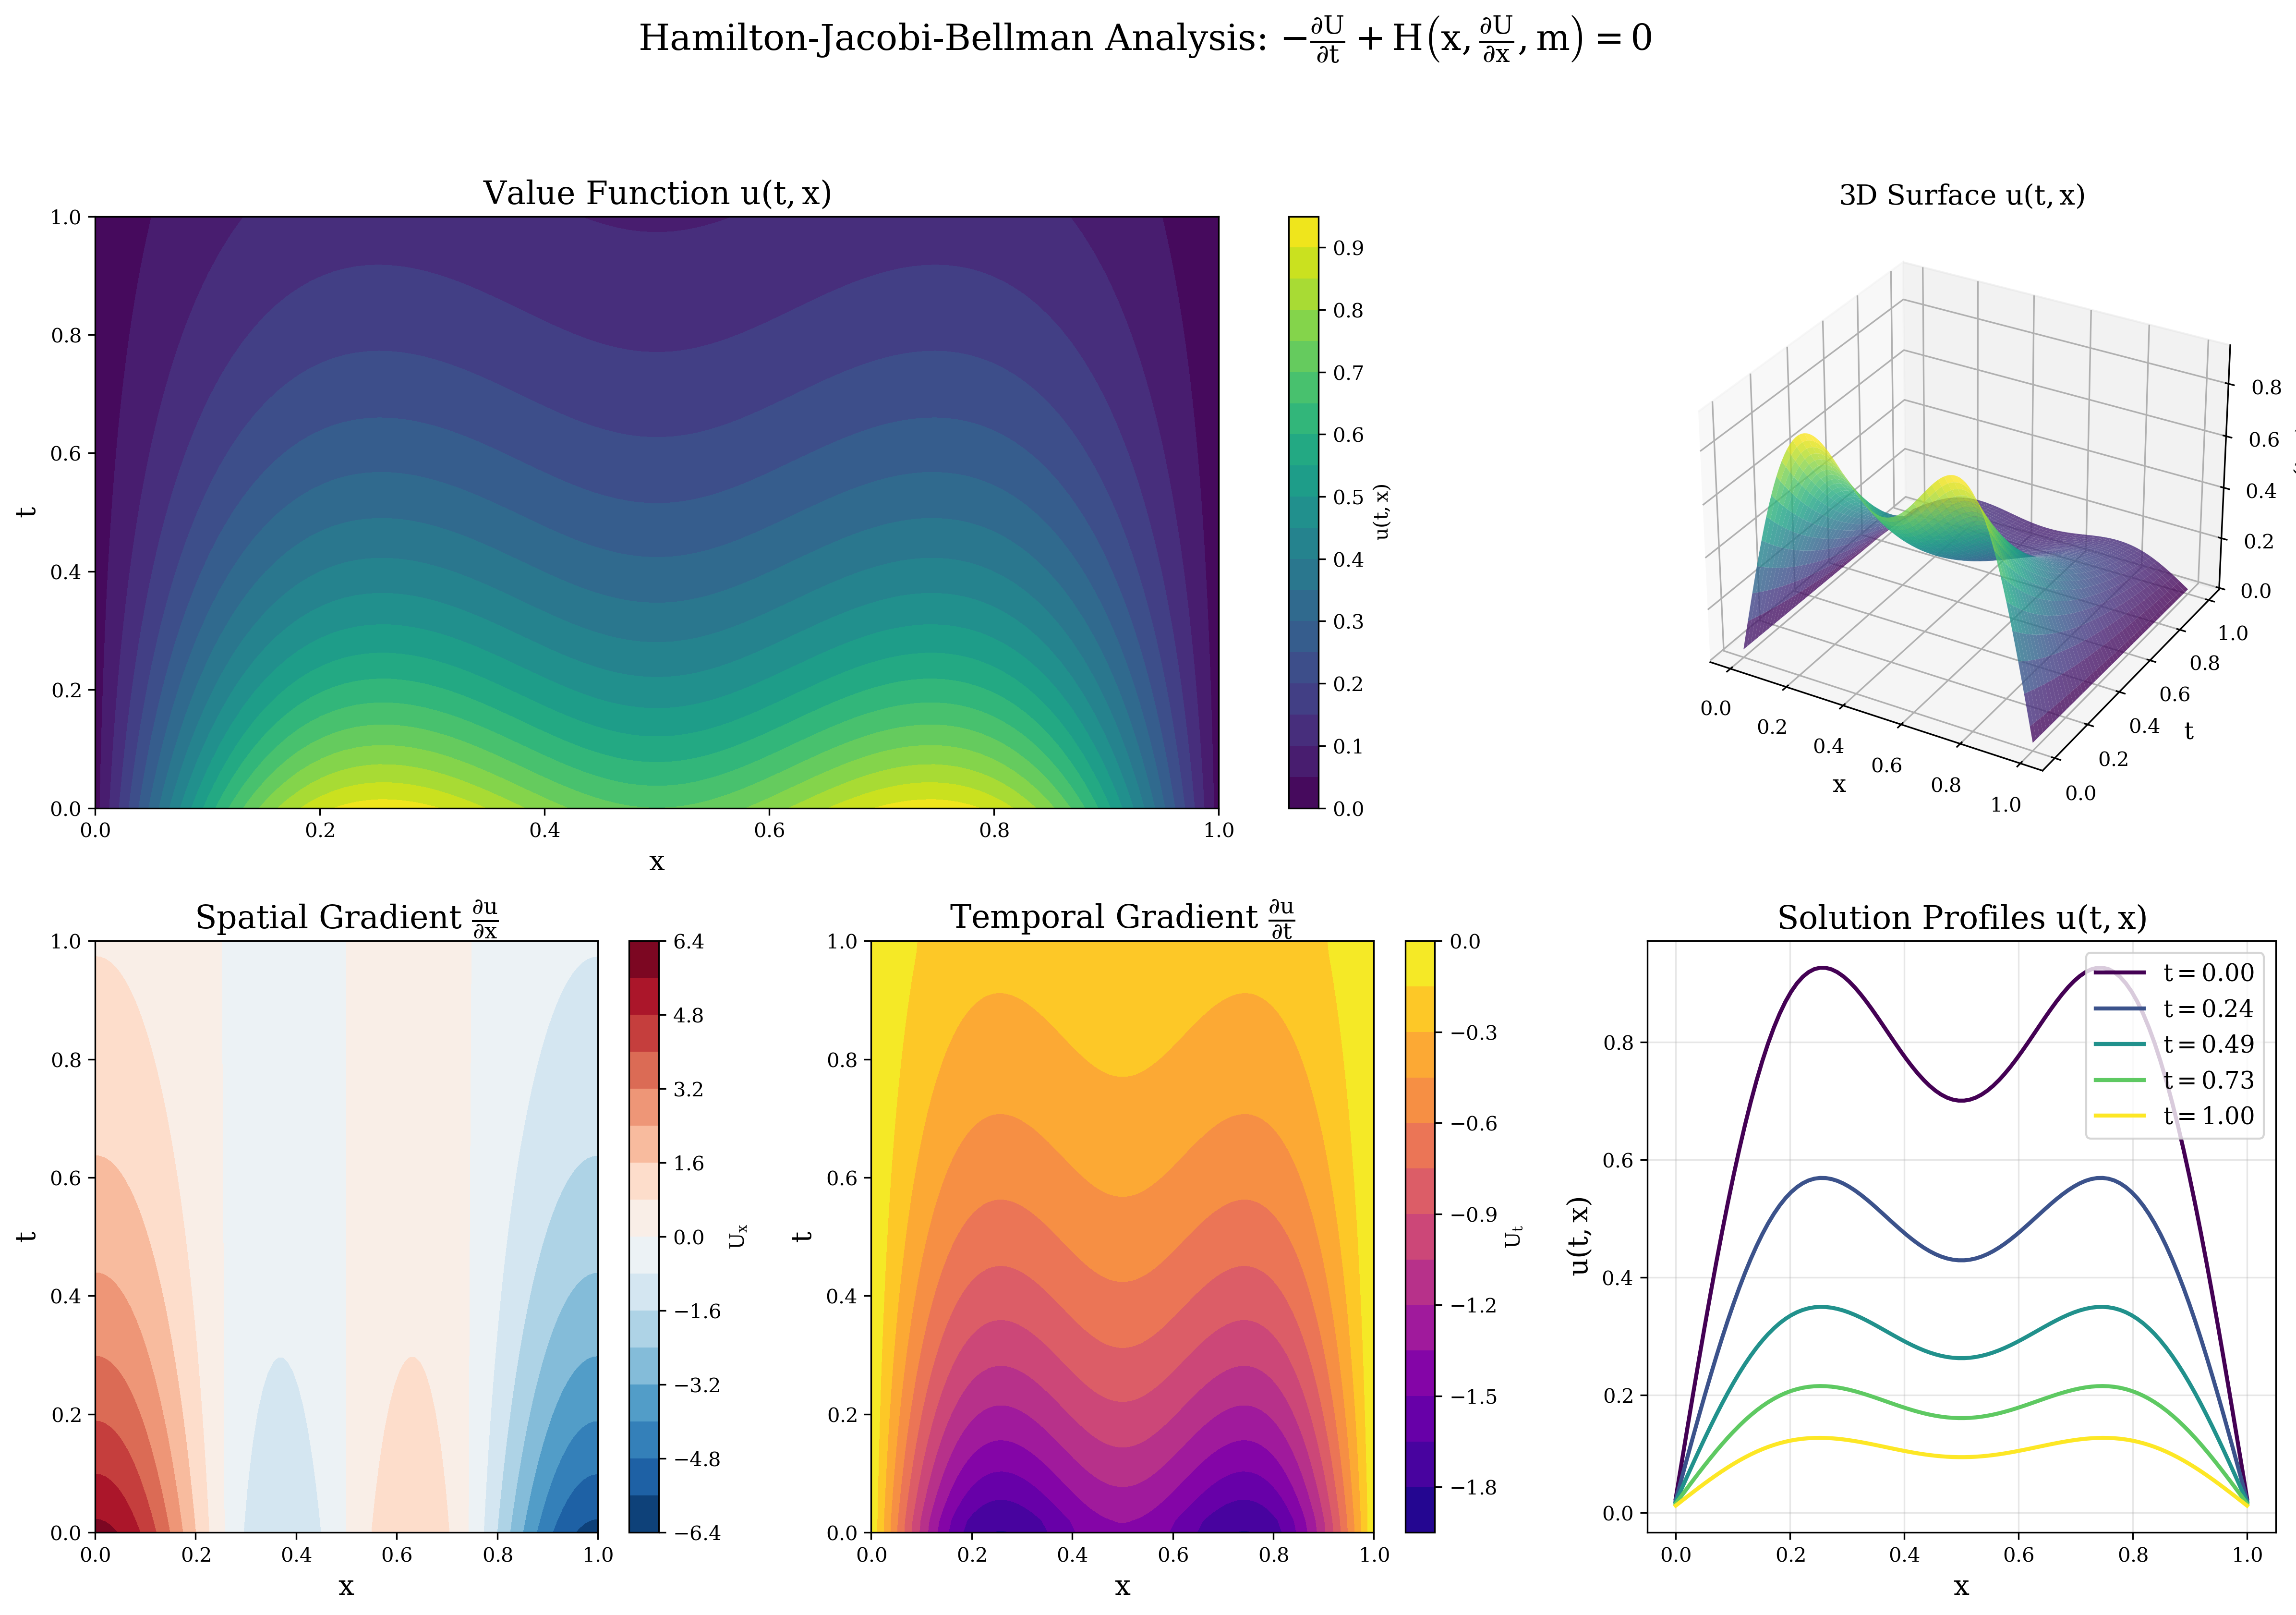 Hamilton-Jacobi-Bellman Analysis: −∂U/∂t + H(x, ∂U/∂x, m) = 0
Value Function u(t, x)
1.0
0.8
0.6
0.4
0.2
0.0
t
0.0 0.2 0.4 0.6 0.8 1.0
x
0.9
0.8
0.7
0.6
0.5
0.4
0.3
0.2
0.1
0.0
u(t, x)
3D Surface u(t, x)
0.8
0.6
0.4
0.2
0.0
0.0 0.2 0.4 0.6 0.8 1.0
x
0.0 0.2 0.4 0.6 0.8 1.0
t
Spatial Gradient ∂u/∂x
1.0
0.8
0.6
0.4
0.2
0.0
t
0.0 0.2 0.4 0.6 0.8 1.0
x
6.4
4.8
3.2
1.6
0.0
−1.6
−3.2
−4.8
−6.4
Uₓ
Temporal Gradient ∂u/∂t
1.0
0.8
0.6
0.4
0.2
0.0
t
0.0 0.2 0.4 0.6 0.8 1.0
x
0.0
−0.3
−0.6
−0.9
−1.2
−1.5
−1.8
Uₜ
Solution Profiles u(t, x)
t = 0.00
t = 0.24
t = 0.49
t = 0.73
t = 1.00
0.8
0.6
0.4
0.2
0.0
u(t, x)
0.0 0.2 0.4 0.6 0.8 1.0
x